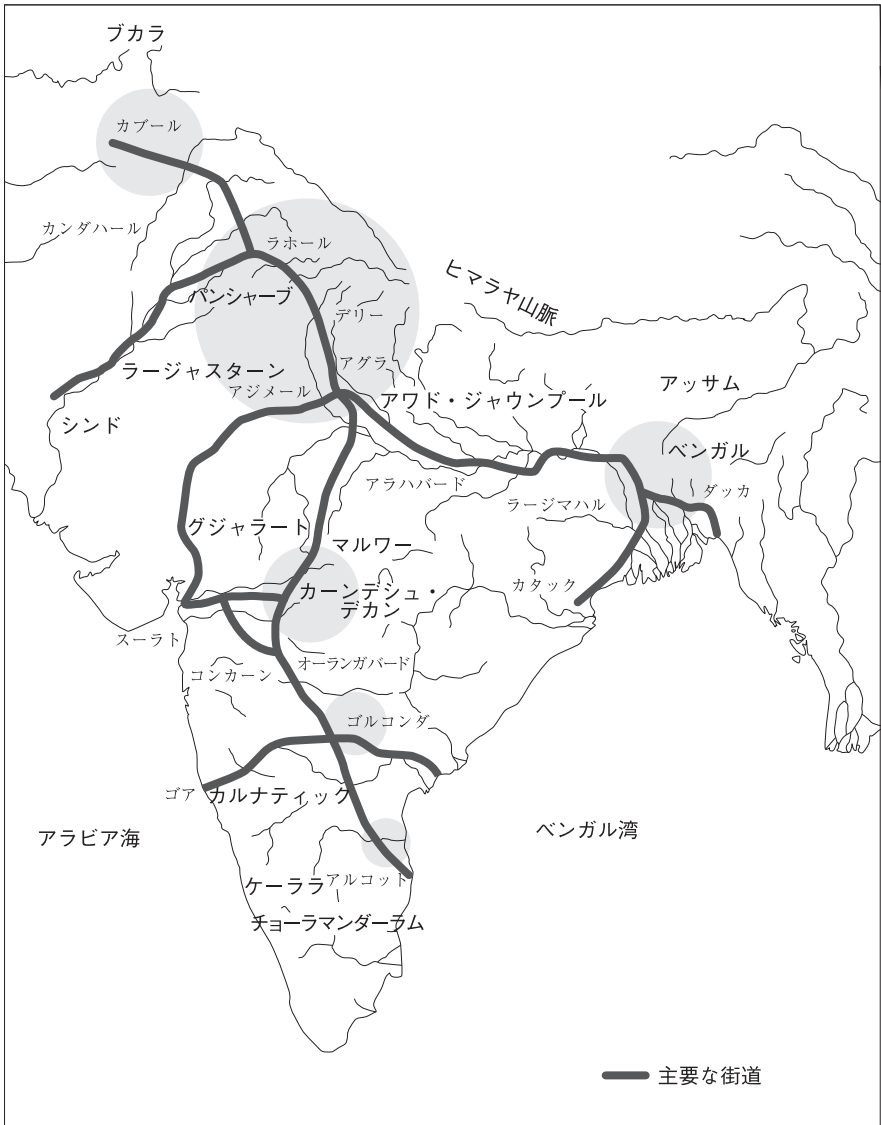 ブカラ
カブール
カンダハール
ラホール
ヒマラヤ山脈
パンシャーブ
デリー
アグラ
ラージャスターン
アジメール
アワド・ジャウンプール
アッサム
シンド
ベンガル
アラハバード
ダッカ
ラージマハル
グジャラート
マルワー
カタック
カーンデシュ・
デカン
スーラト
オーランガバード
コンカーン
ゴルコンダ
ゴア
カルナティック
アラビア海
ベンガル湾
ケーララ
アルコット
チョーラマンダーラム
主要な街道